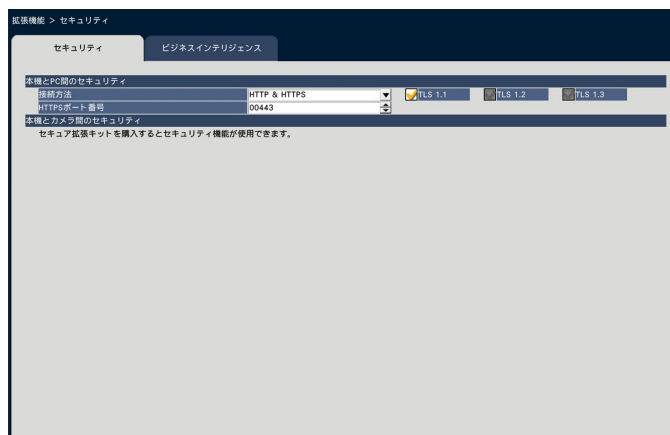 拡張機能 > セキュリティ
セキュリティ ビジネスインテリジェンス
本機とPC間のセキュリティ
接続方法 HTTP & HTTPS TLS 1.1 TLS 1.2 TLS 1.3
HTTPSポート番号 00443
本機とカメラ間のセキュリティ
セキュア拡張キットを購入するとセキュリティ機能が使用できます。